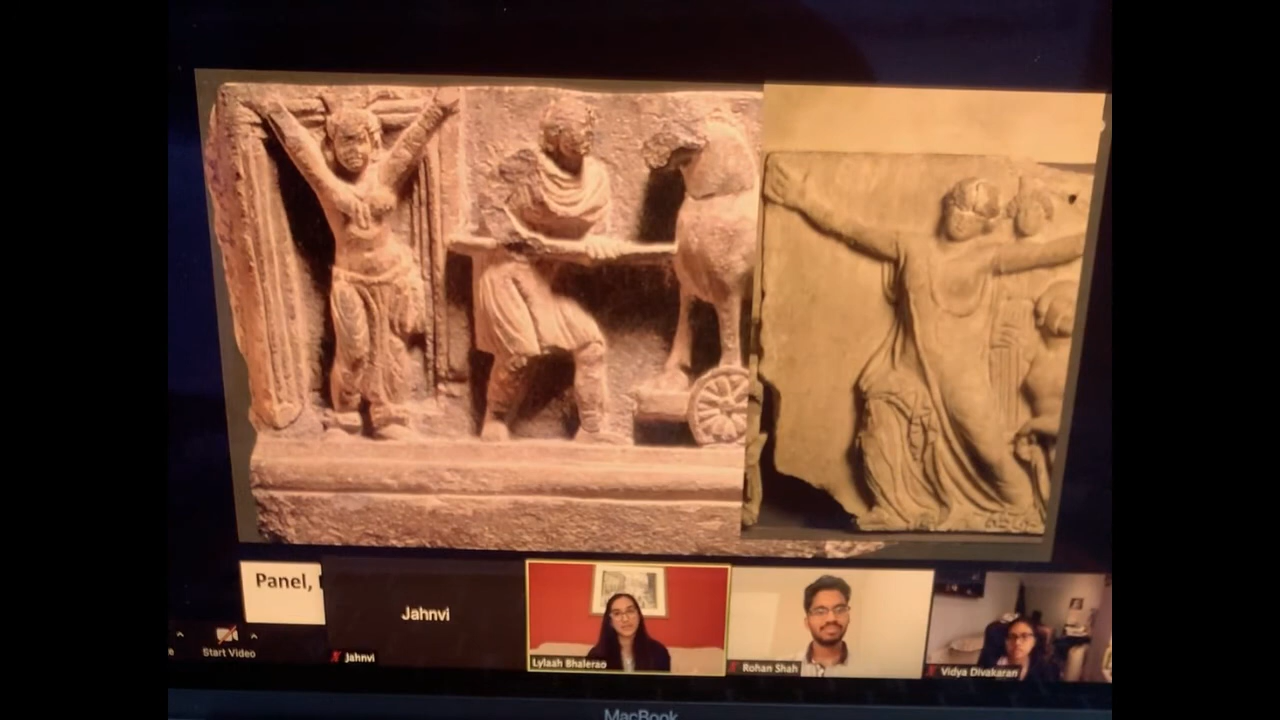 Panel,
Jahnvi
Start Video
Jahnvi
Lylaah Bhalerao
Rohan Shah
Vidya Divakaran
MacBook